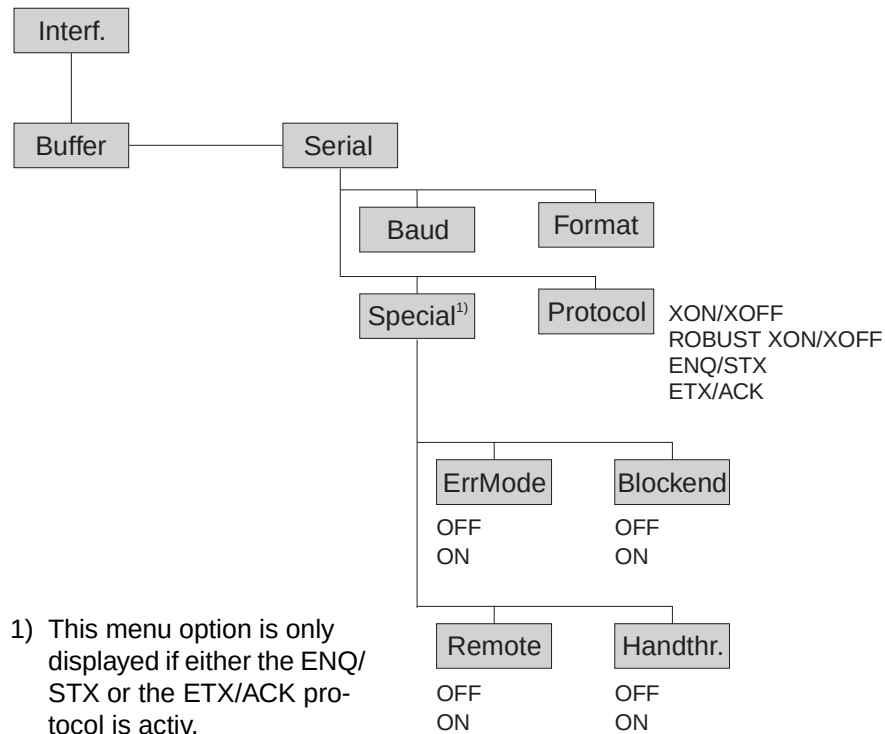 Interf.
Buffer
Serial
Baud
Format
Special1)
Protocol
XON/XOFF
ROBUST XON/XOFF
ENQ/STX
ETX/ACK
ErrMode
Blockend
OFF
ON
OFF
ON
Remote
Handthr.
OFF
ON
OFF
ON
1) This menu option is only
displayed if either the ENQ/
STX or the ETX/ACK pro-
tocol is activ.